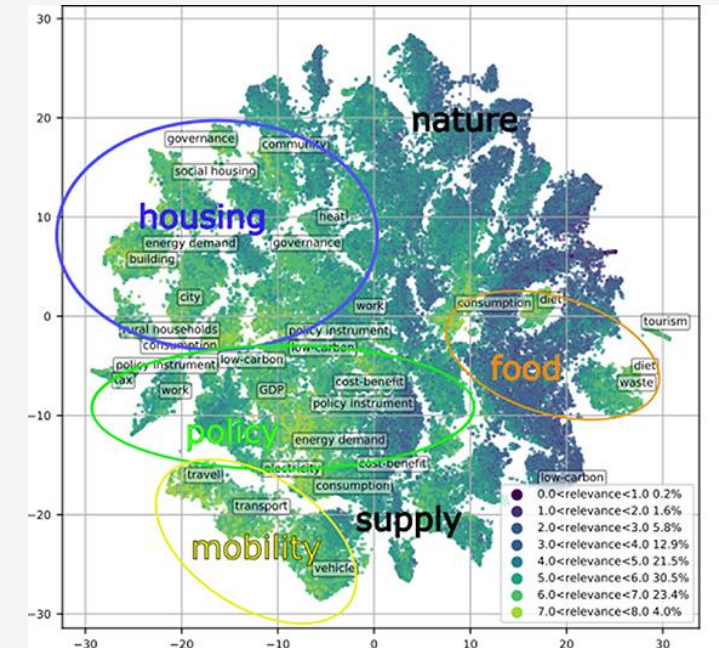 30
20
10
0
−10
−20
−30
−30
−20
−10
0
10
20
30
nature
governance
community
social housing
housing
heat
energy demand
governance
building
city
work
consumption
diet
tourism
rural households
policy instrument
consumption
low-carbon
policy instrument
low-carbon
food
diet
tax
work
GDP
cost-benefit
waste
policy instrument
policy
energy demand
electricity
cost-benefit
travel
consumption
low-carbon
transport
supply
mobility
vehicle
0.0<relevance<1.0 0.2%
1.0<relevance<2.0 1.6%
2.0<relevance<3.0 5.8%
3.0<relevance<4.0 12.9%
4.0<relevance<5.0 21.5%
5.0<relevance<6.0 30.5%
6.0<relevance<7.0 23.4%
7.0<relevance<8.0 4.0%